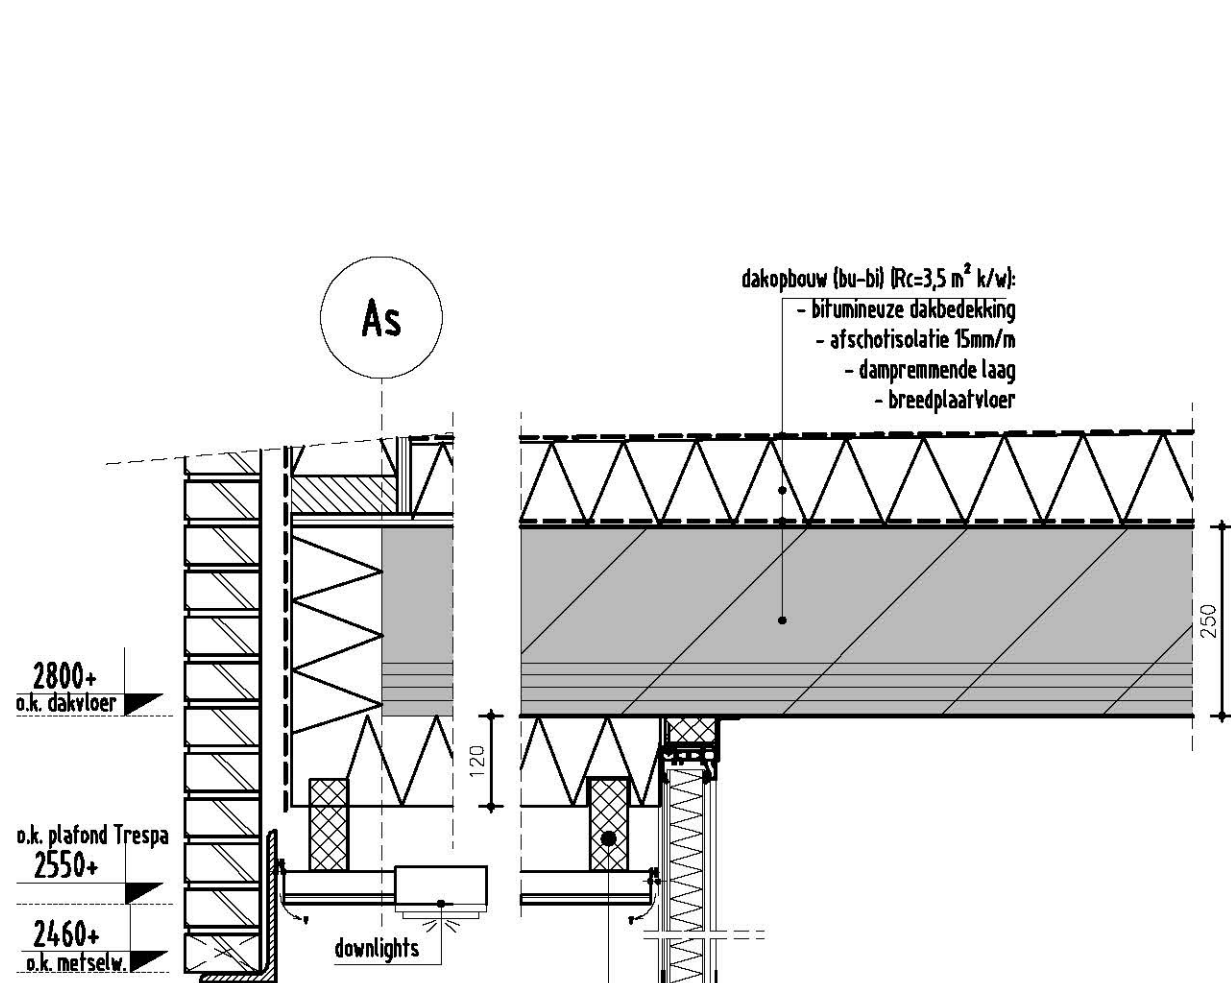 As
dakopbouw (bu-bi) (Rc=3,5 m² k/w):
- bitumineuze dakbedekking
- afschotisolatie 15mm/m
- dampremmende laag
- breedplaatvloer
250
2800+
o.k. dakvloer
120
o.k. plafond Trespa
2550+
2460+
o.k. metselw.
downlights